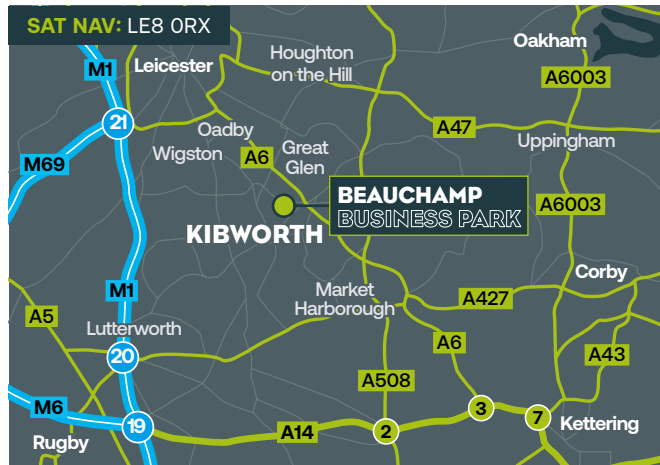 SAT NAV: LE8 0RX
Oakham
M1
Leicester
Houghton
on the Hill
A6003
21
Oadby
A47
Wigston
A6
Great
Glen
Uppingham
M69
BEAUCHAMP
BUSINESS PARK
A6003
KIBWORTH
M1
Market
Harborough
A427
Corby
A5
Lutterworth
A6
A43
20
A508
M6
19
A14
2
3
7
Kettering
Rugby